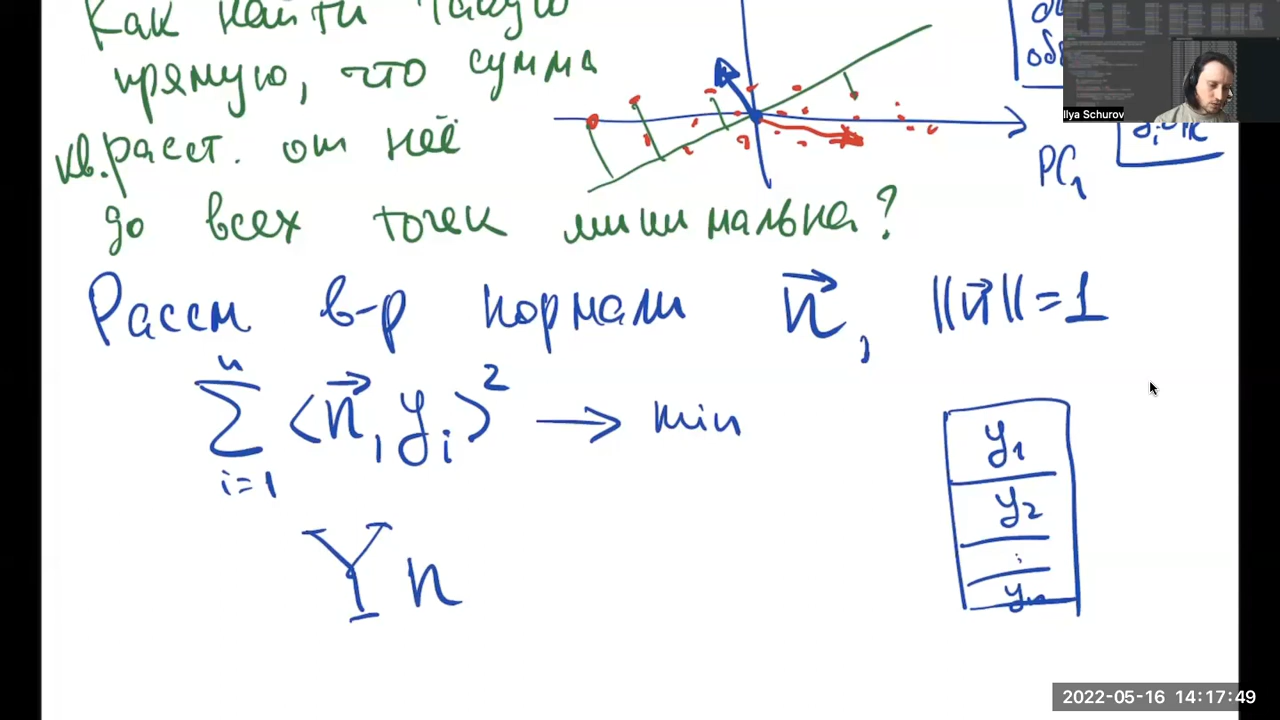 Как найти такую
прямую, что сумма
кв. расст. от неё
до всех точек минимальна?
PC₁
Ilya Schurov
Рассм в-р нормали n⃗, ||n⃗|| = 1
n
∑ ⟨n⃗, yᵢ⟩² → min
i=1
y₁
y₂
⋮
yₙ
Y n
2022-05-16 14:17:49